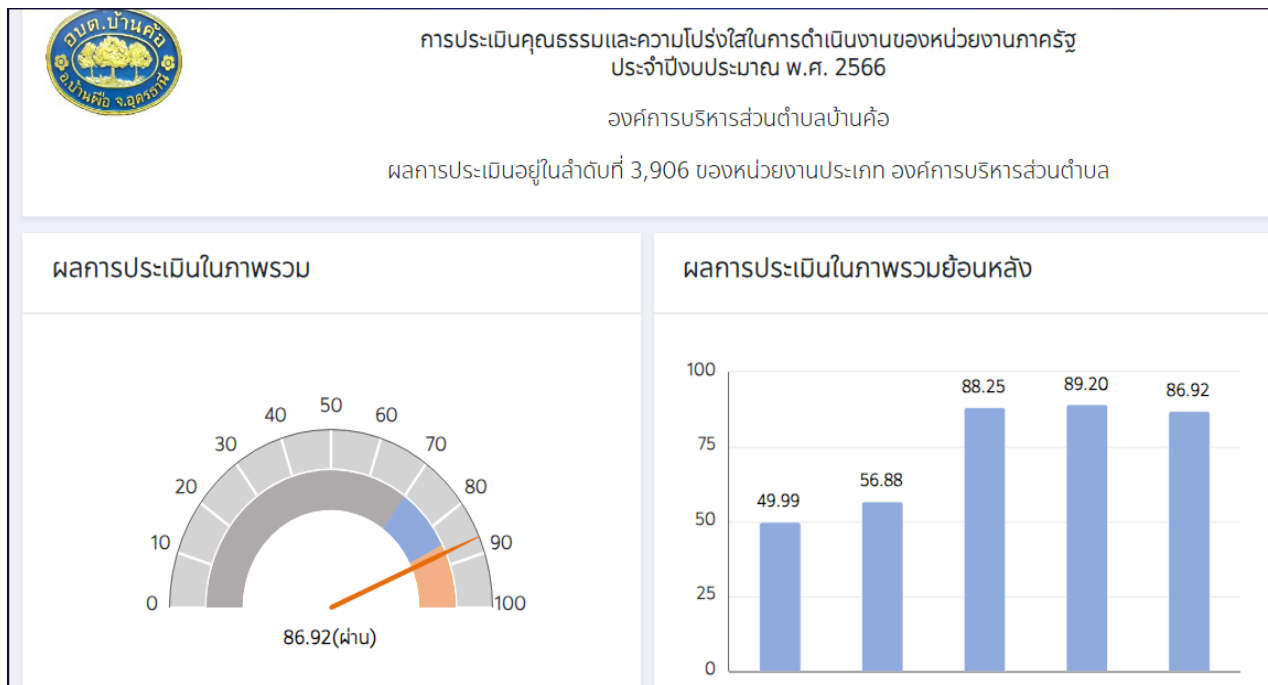 อบต.บ้านค้อ
อ.บ้านผือ จ.อุดรธานี
การประเมินคุณธรรมและความโปร่งใสในการดำเนินงานของหน่วยงานภาครัฐ
ประจำปีงบประมาณ พ.ศ. 2566
องค์การบริหารส่วนตำบลบ้านค้อ
ผลการประเมินอยู่ในลำดับที่ 3,906 ของหน่วยงานประเภท องค์การบริหารส่วนตำบล
ผลการประเมินในภาพรวม
0
10
20
30
40
50
60
70
80
90
100
86.92(ผ่าน)
ผลการประเมินในภาพรวมย้อนหลัง
100
75
50
25
0
49.99
56.88
88.25
89.20
86.92